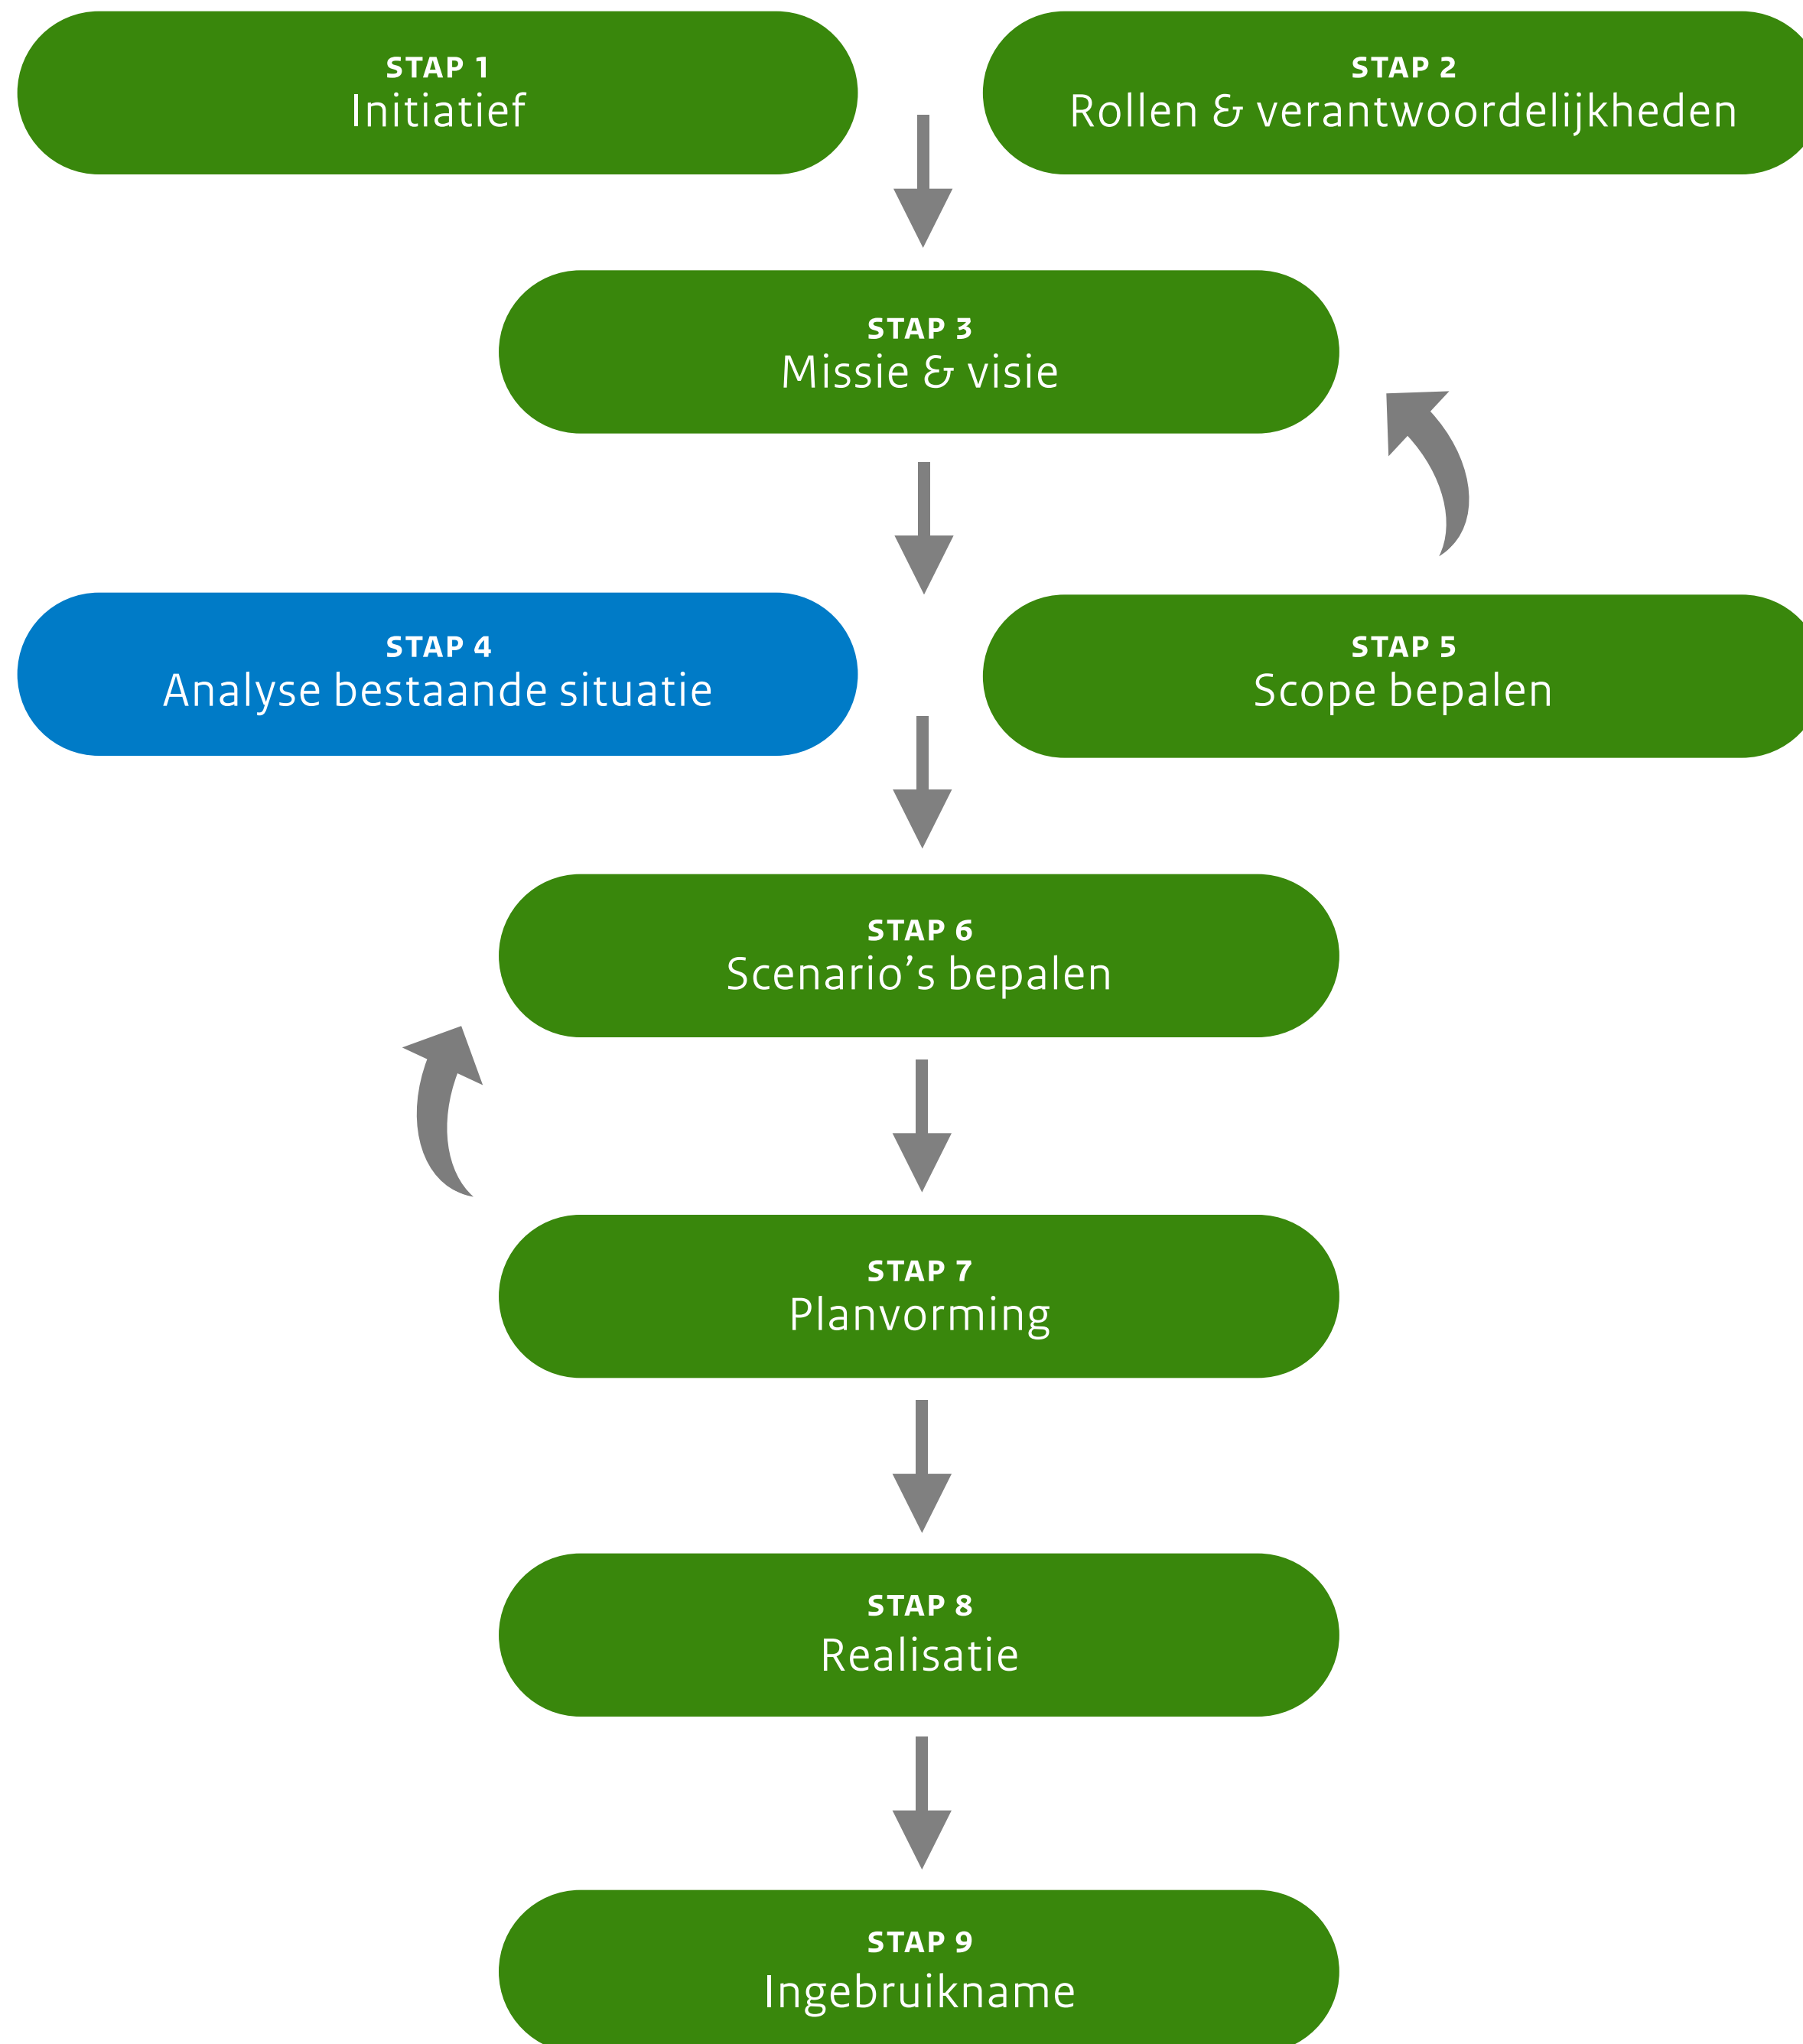 STAP 1
Initiatief
STAP 2
Rollen & verantwoordelijkheden
STAP 3
Missie & visie
STAP 4
Analyse bestaande situatie
STAP 5
Scope bepalen
STAP 6
Scenario’s bepalen
STAP 7
Planvorming
STAP 8
Realisatie
STAP 9
Ingebruikname